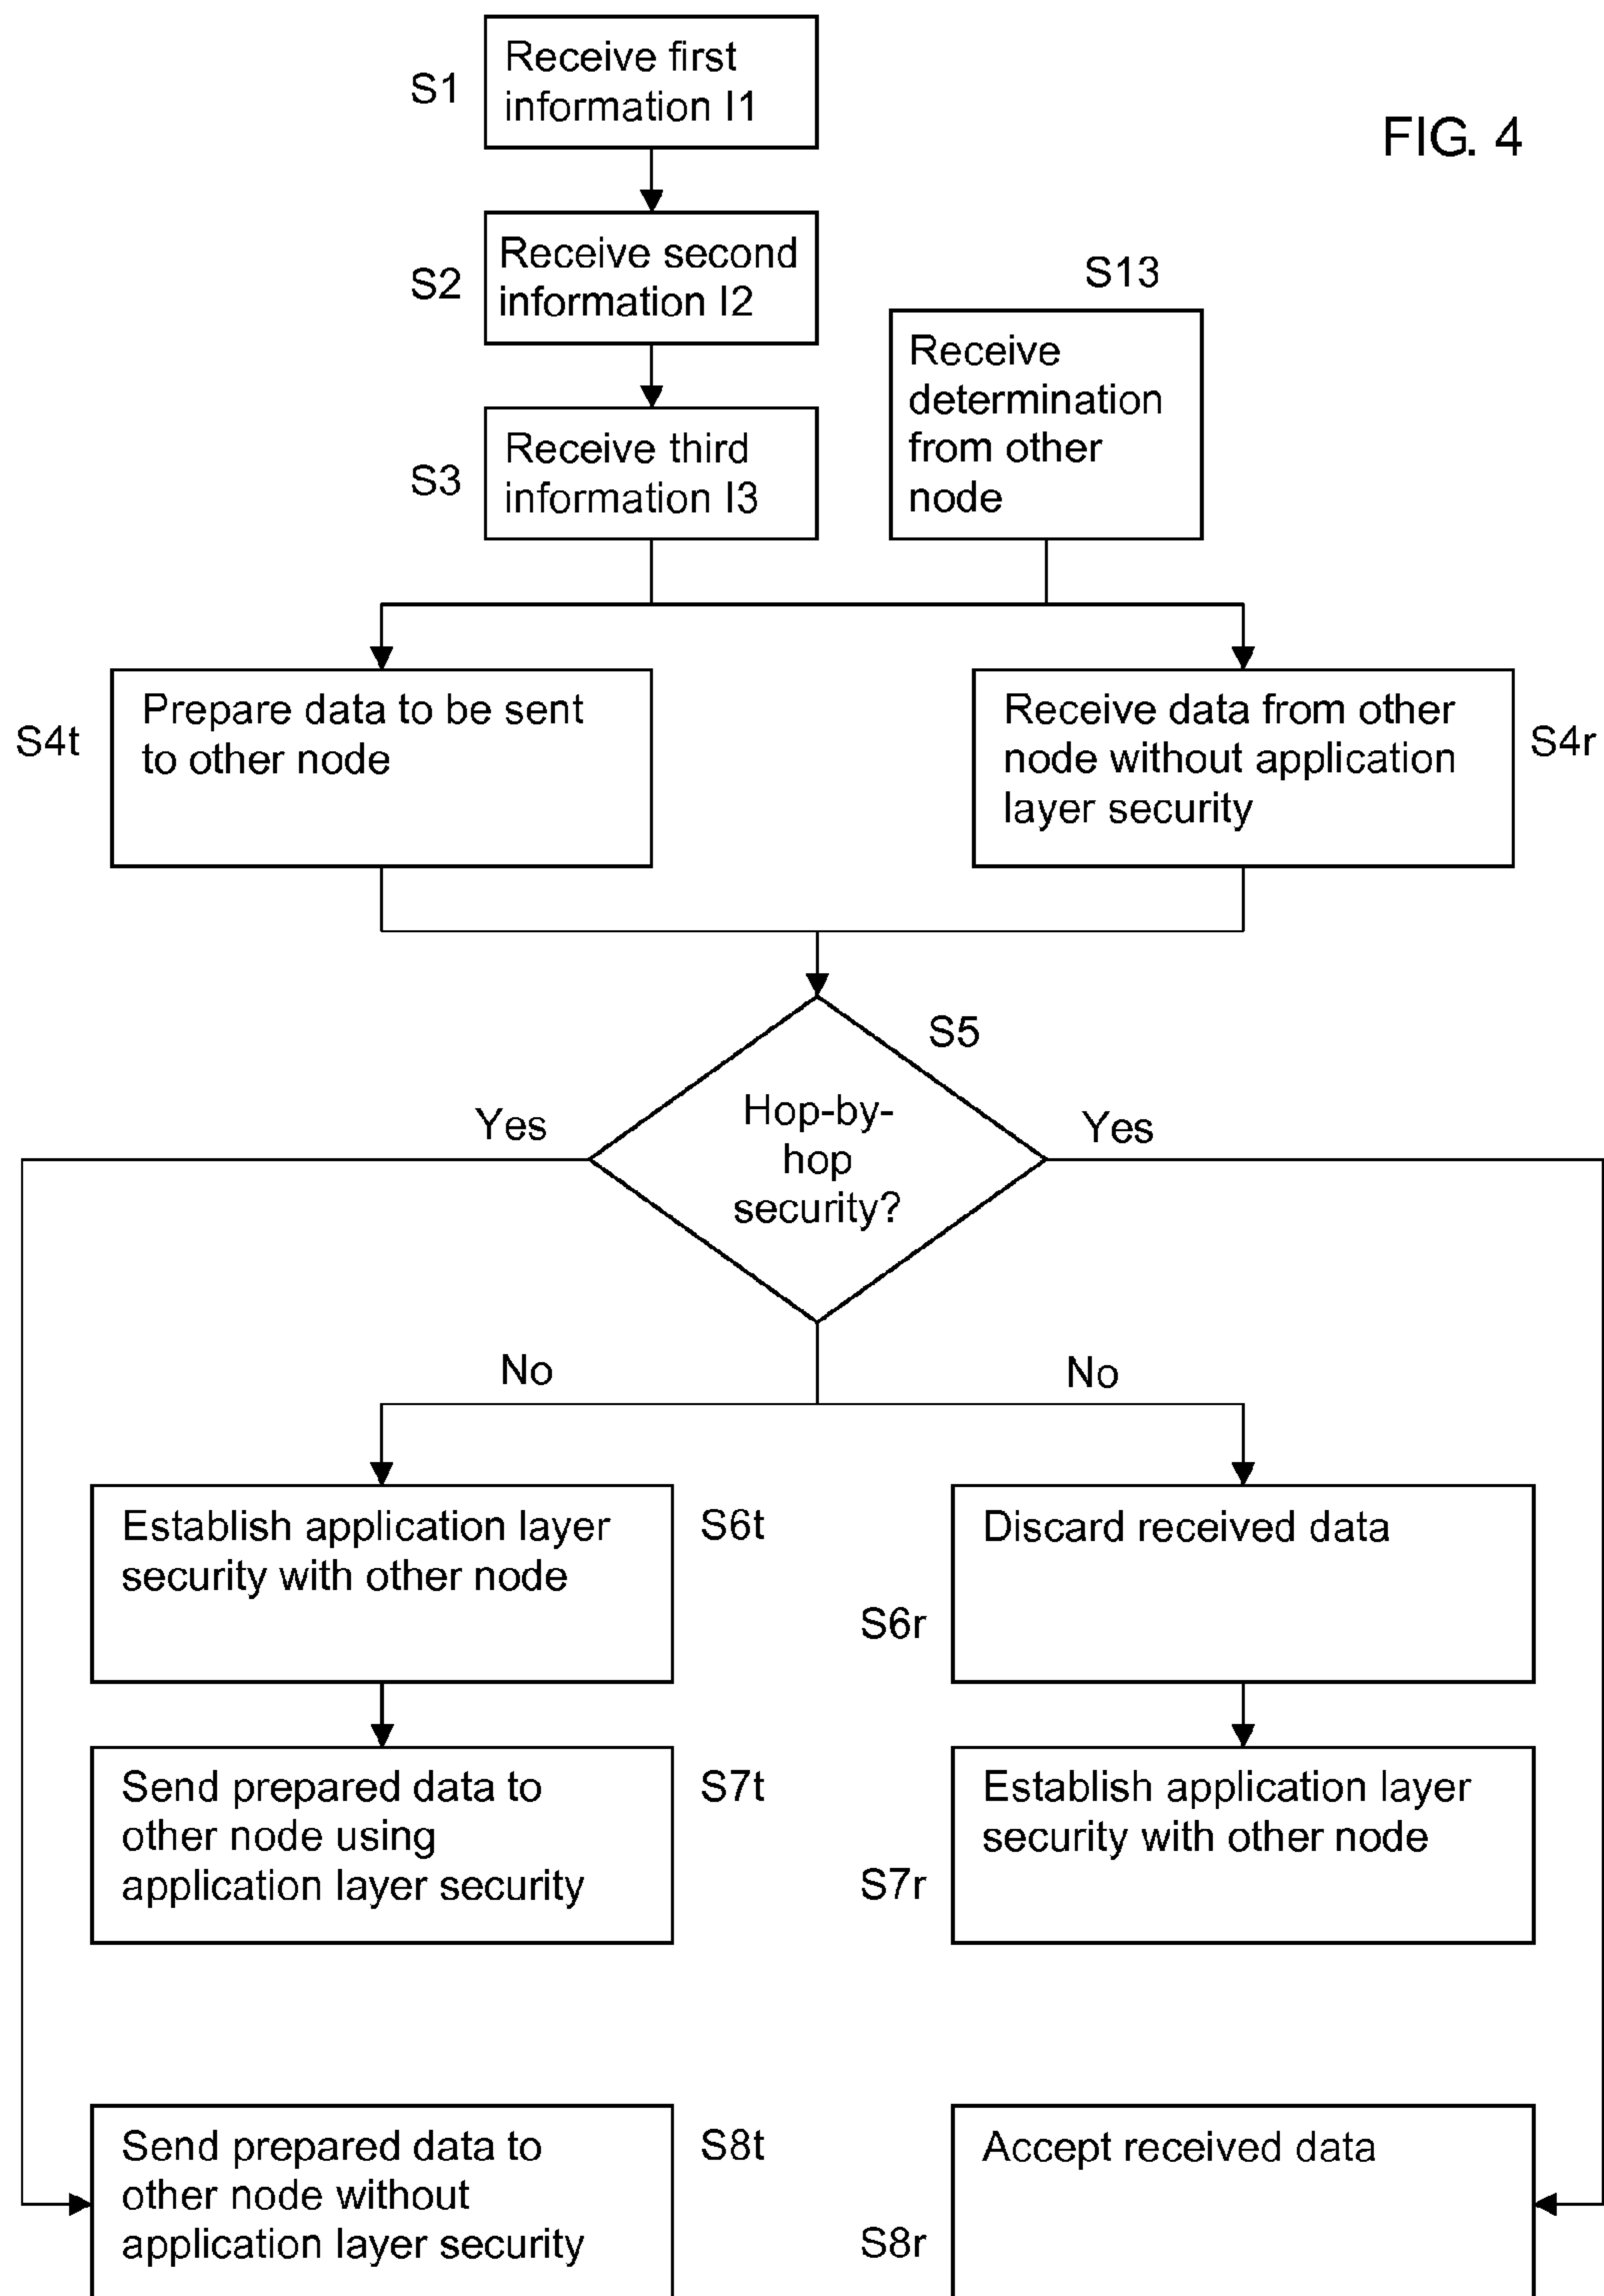 S1
Receive first
information I1
FIG. 4
S2
Receive second
information I2
S13
Receive
determination
from other
node
S3
Receive third
information I3
S4t
Prepare data to be sent
to other node
Receive data from other
node without application
layer security
S4r
S5
Yes
Hop-by-
hop
security?
Yes
No
No
Establish application layer
security with other node
S6t
Discard received data
S6r
Send prepared data to
other node using
application layer security
S7t
Establish application layer
security with other node
S7r
Send prepared data to
other node without
application layer security
S8t
Accept received data
S8r